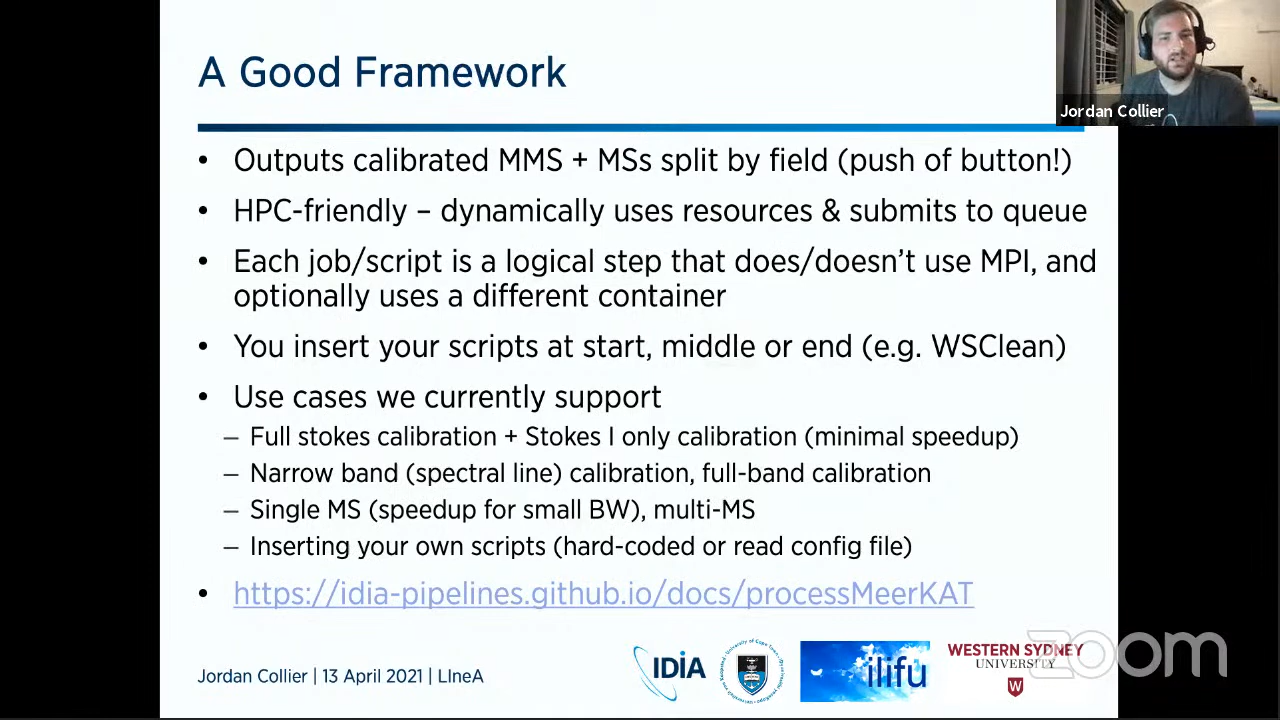 A Good Framework
Jordan Collier
• Outputs calibrated MMS + MSs split by field (push of button!)
• HPC-friendly – dynamically uses resources & submits to queue
• Each job/script is a logical step that does/doesn't use MPI, and
optionally uses a different container
• You insert your scripts at start, middle or end (e.g. WSClean)
• Use cases we currently support
– Full stokes calibration + Stokes I only calibration (minimal speedup)
– Narrow band (spectral line) calibration, full-band calibration
– Single MS (speedup for small BW), multi-MS
– Inserting your own scripts (hard-coded or read config file)
• https://idia-pipelines.github.io/docs/processMeerKAT
Jordan Collier | 13 April 2021 | LIneA
IDIA
ilifu
WESTERN SYDNEY
UNIVERSITY
W
zoom